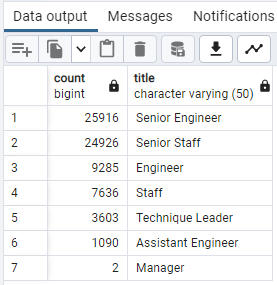 Data output Messages Notifications
count title
bigint character varying (50)
1 25916 Senior Engineer
2 24926 Senior Staff
3 9285 Engineer
4 7636 Staff
5 3603 Technique Leader
6 1090 Assistant Engineer
7 2 Manager